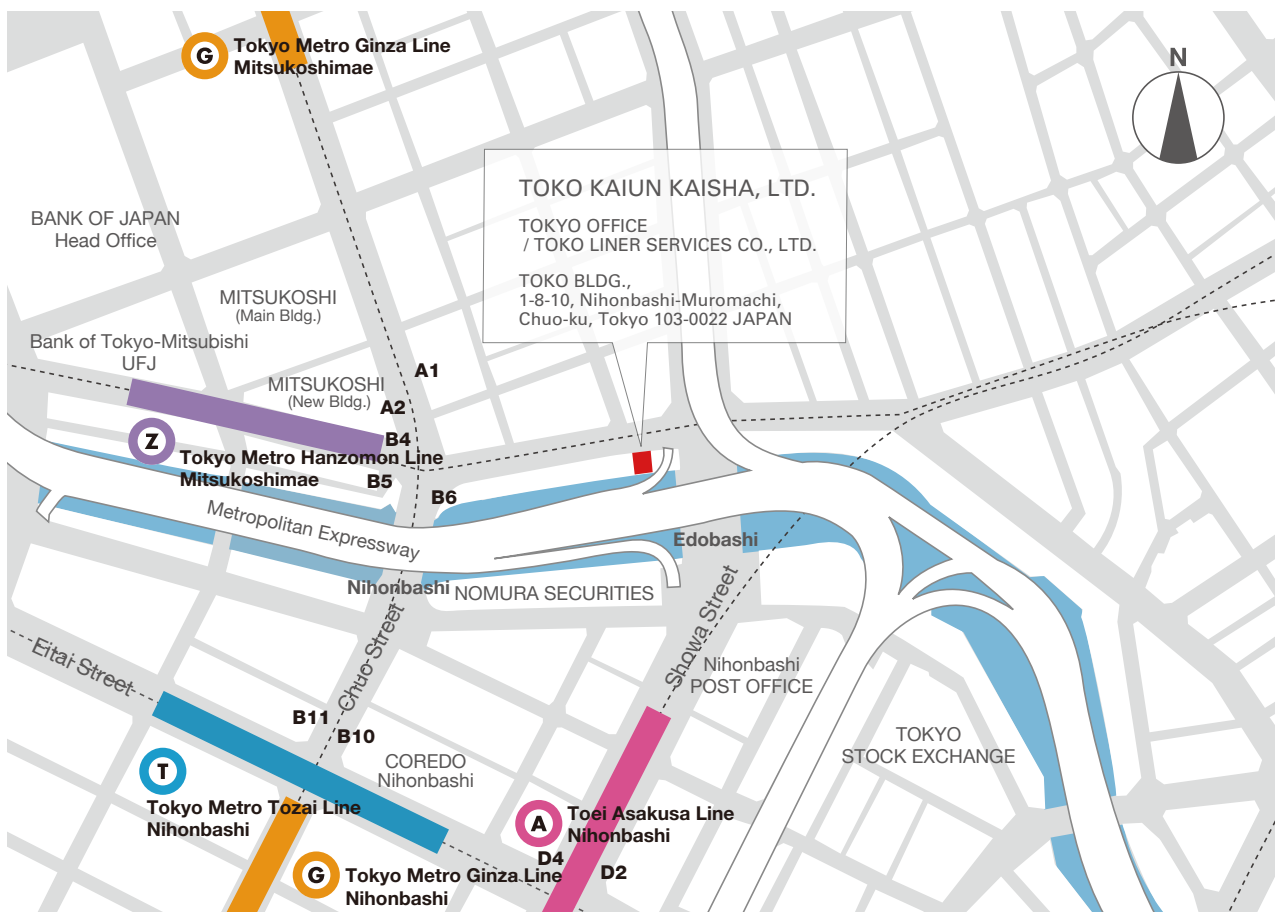 G
Tokyo Metro Ginza Line
Mitsukoshimae
N
TOKO KAIUN KAISHA, LTD.
TOKYO OFFICE
/ TOKO LINER SERVICES CO., LTD.
TOKO BLDG.,
1-8-10, Nihonbashi-Muromachi,
Chuo-ku, Tokyo 103-0022 JAPAN
BANK OF JAPAN
Head Office
MITSUKOSHI
(Main Bldg.)
Bank of Tokyo-Mitsubishi
UFJ
MITSUKOSHI
(New Bldg.)
A1
A2
B4
Z
Tokyo Metro Hanzomon Line
Mitsukoshimae
B5
B6
Metropolitan Expressway
Edobashi
Nihonbashi
NOMURA SECURITIES
Chuo Street
Showa Street
Eitai Street
Nihonbashi
POST OFFICE
B11
B10
COREDO
Nihonbashi
TOKYO
STOCK EXCHANGE
T
Tokyo Metro Tozai Line
Nihonbashi
A
Toei Asakusa Line
Nihonbashi
D4
D2
G
Tokyo Metro Ginza Line
Nihonbashi